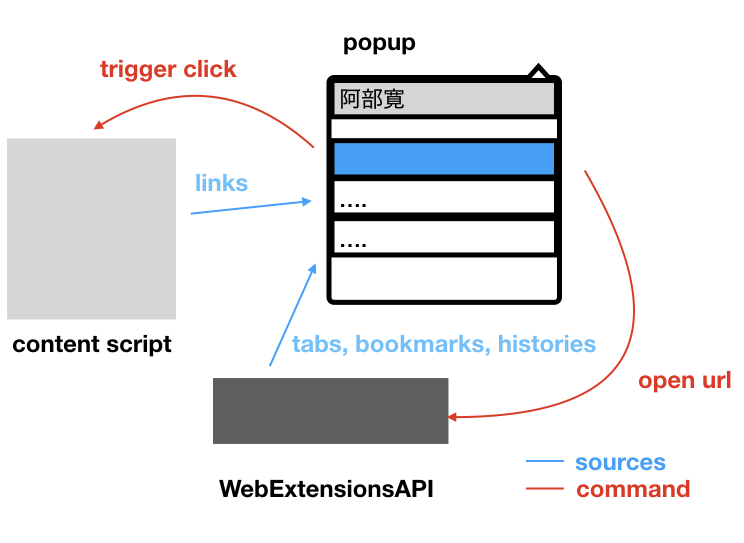 popup
trigger click
阿部寛
links
....
....
content script
tabs, bookmarks, histories
open url
WebExtensionsAPI
sources
command